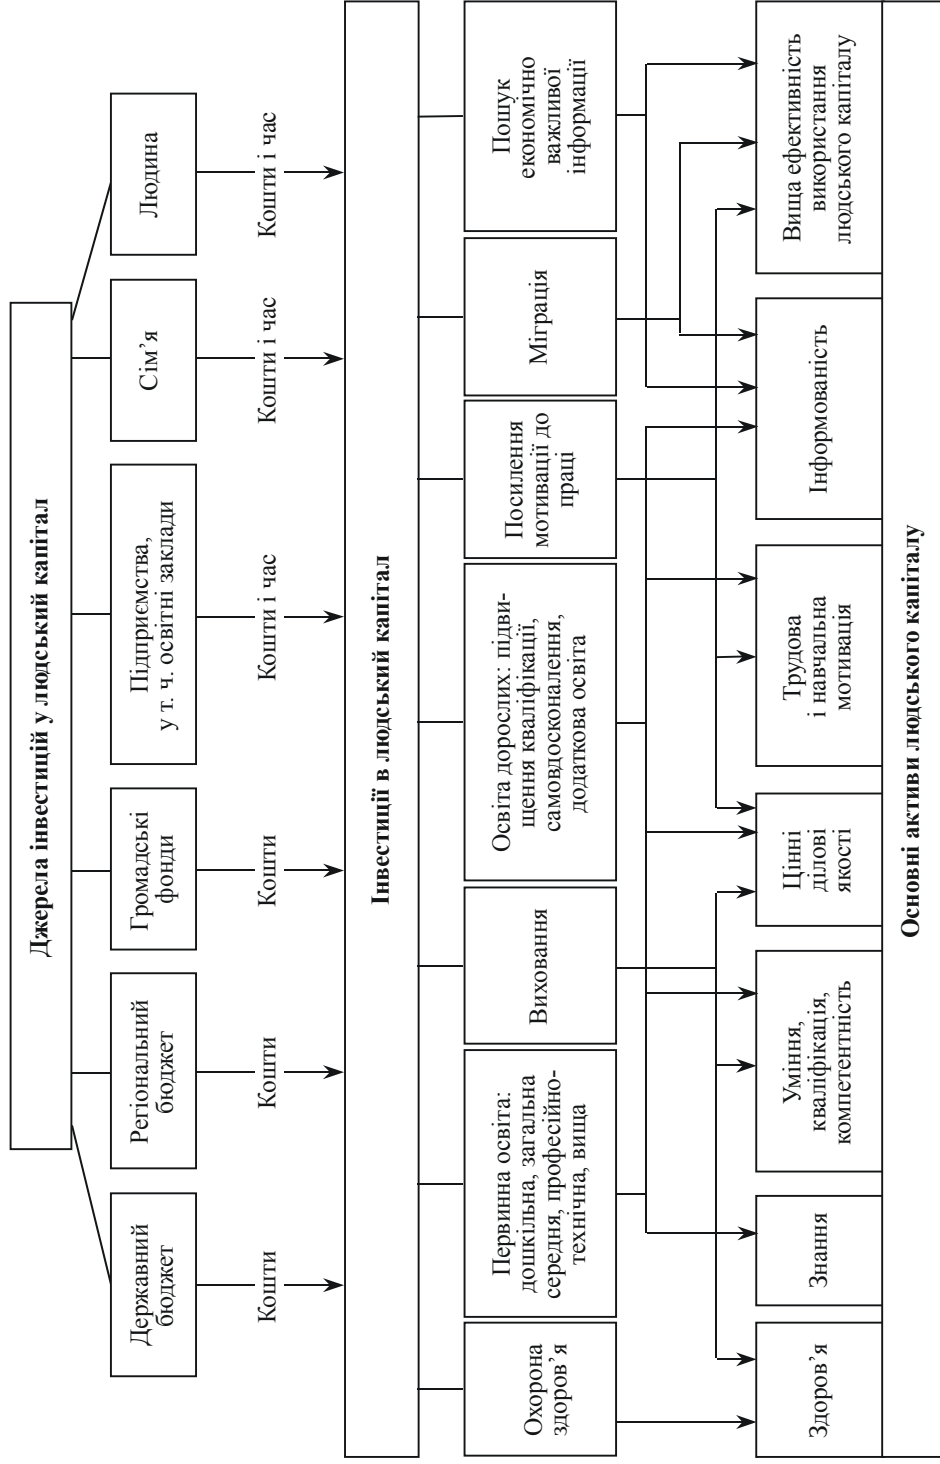 Джерела інвестицій у людський капітал
Державний
бюджет
Регіональний
бюджет
Громадські
фонди
Підприємства,
у т. ч. освітні заклади
Сім’я
Людина
Кошти
Кошти
Кошти
Кошти і час
Кошти і час
Кошти і час
Інвестиції в людський капітал
Охорона
здоров’я
Первинна освіта:
дошкільна, загальна
середня, професійно-
технічна, вища
Виховання
Освіта дорослих: підви-
щення кваліфікації,
самовдосконалення,
додаткова освіта
Посилення
мотивації до
праці
Міграція
Пошук
економічно
важливої
інформації
Здоров’я
Знання
Уміння,
кваліфікація,
компетентність
Цінні
ділові
якості
Трудова
і навчальна
мотивація
Інформованість
Вища ефективність
використання
людського капіталу
Основні активи людського капіталу